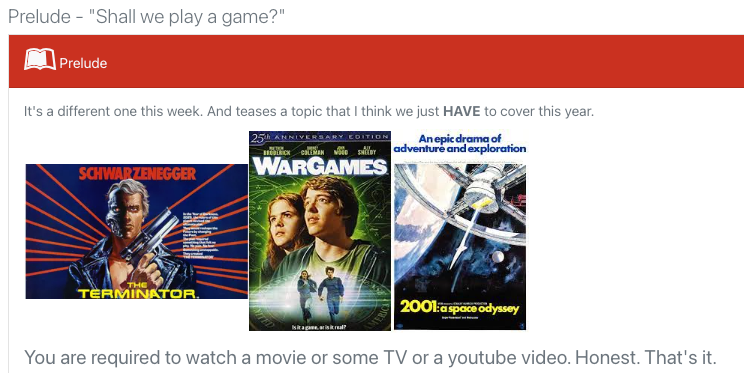 Prelude - "Shall we play a game?"
Prelude
It's a different one this week. And teases a topic that I think we just HAVE to cover this year.
SCHWARZENEGGER
THE
TERMINATOR
25th ANNIVERSARY EDITION
MATTHEW BRODERICK DABNEY COLEMAN JOHN WOOD ALLY SHEEDY
WARGAMES
Is it a game, or is it real?
An epic drama of
adventure and exploration
2001: a space odyssey
You are required to watch a movie or some TV or a youtube video. Honest. That's it.